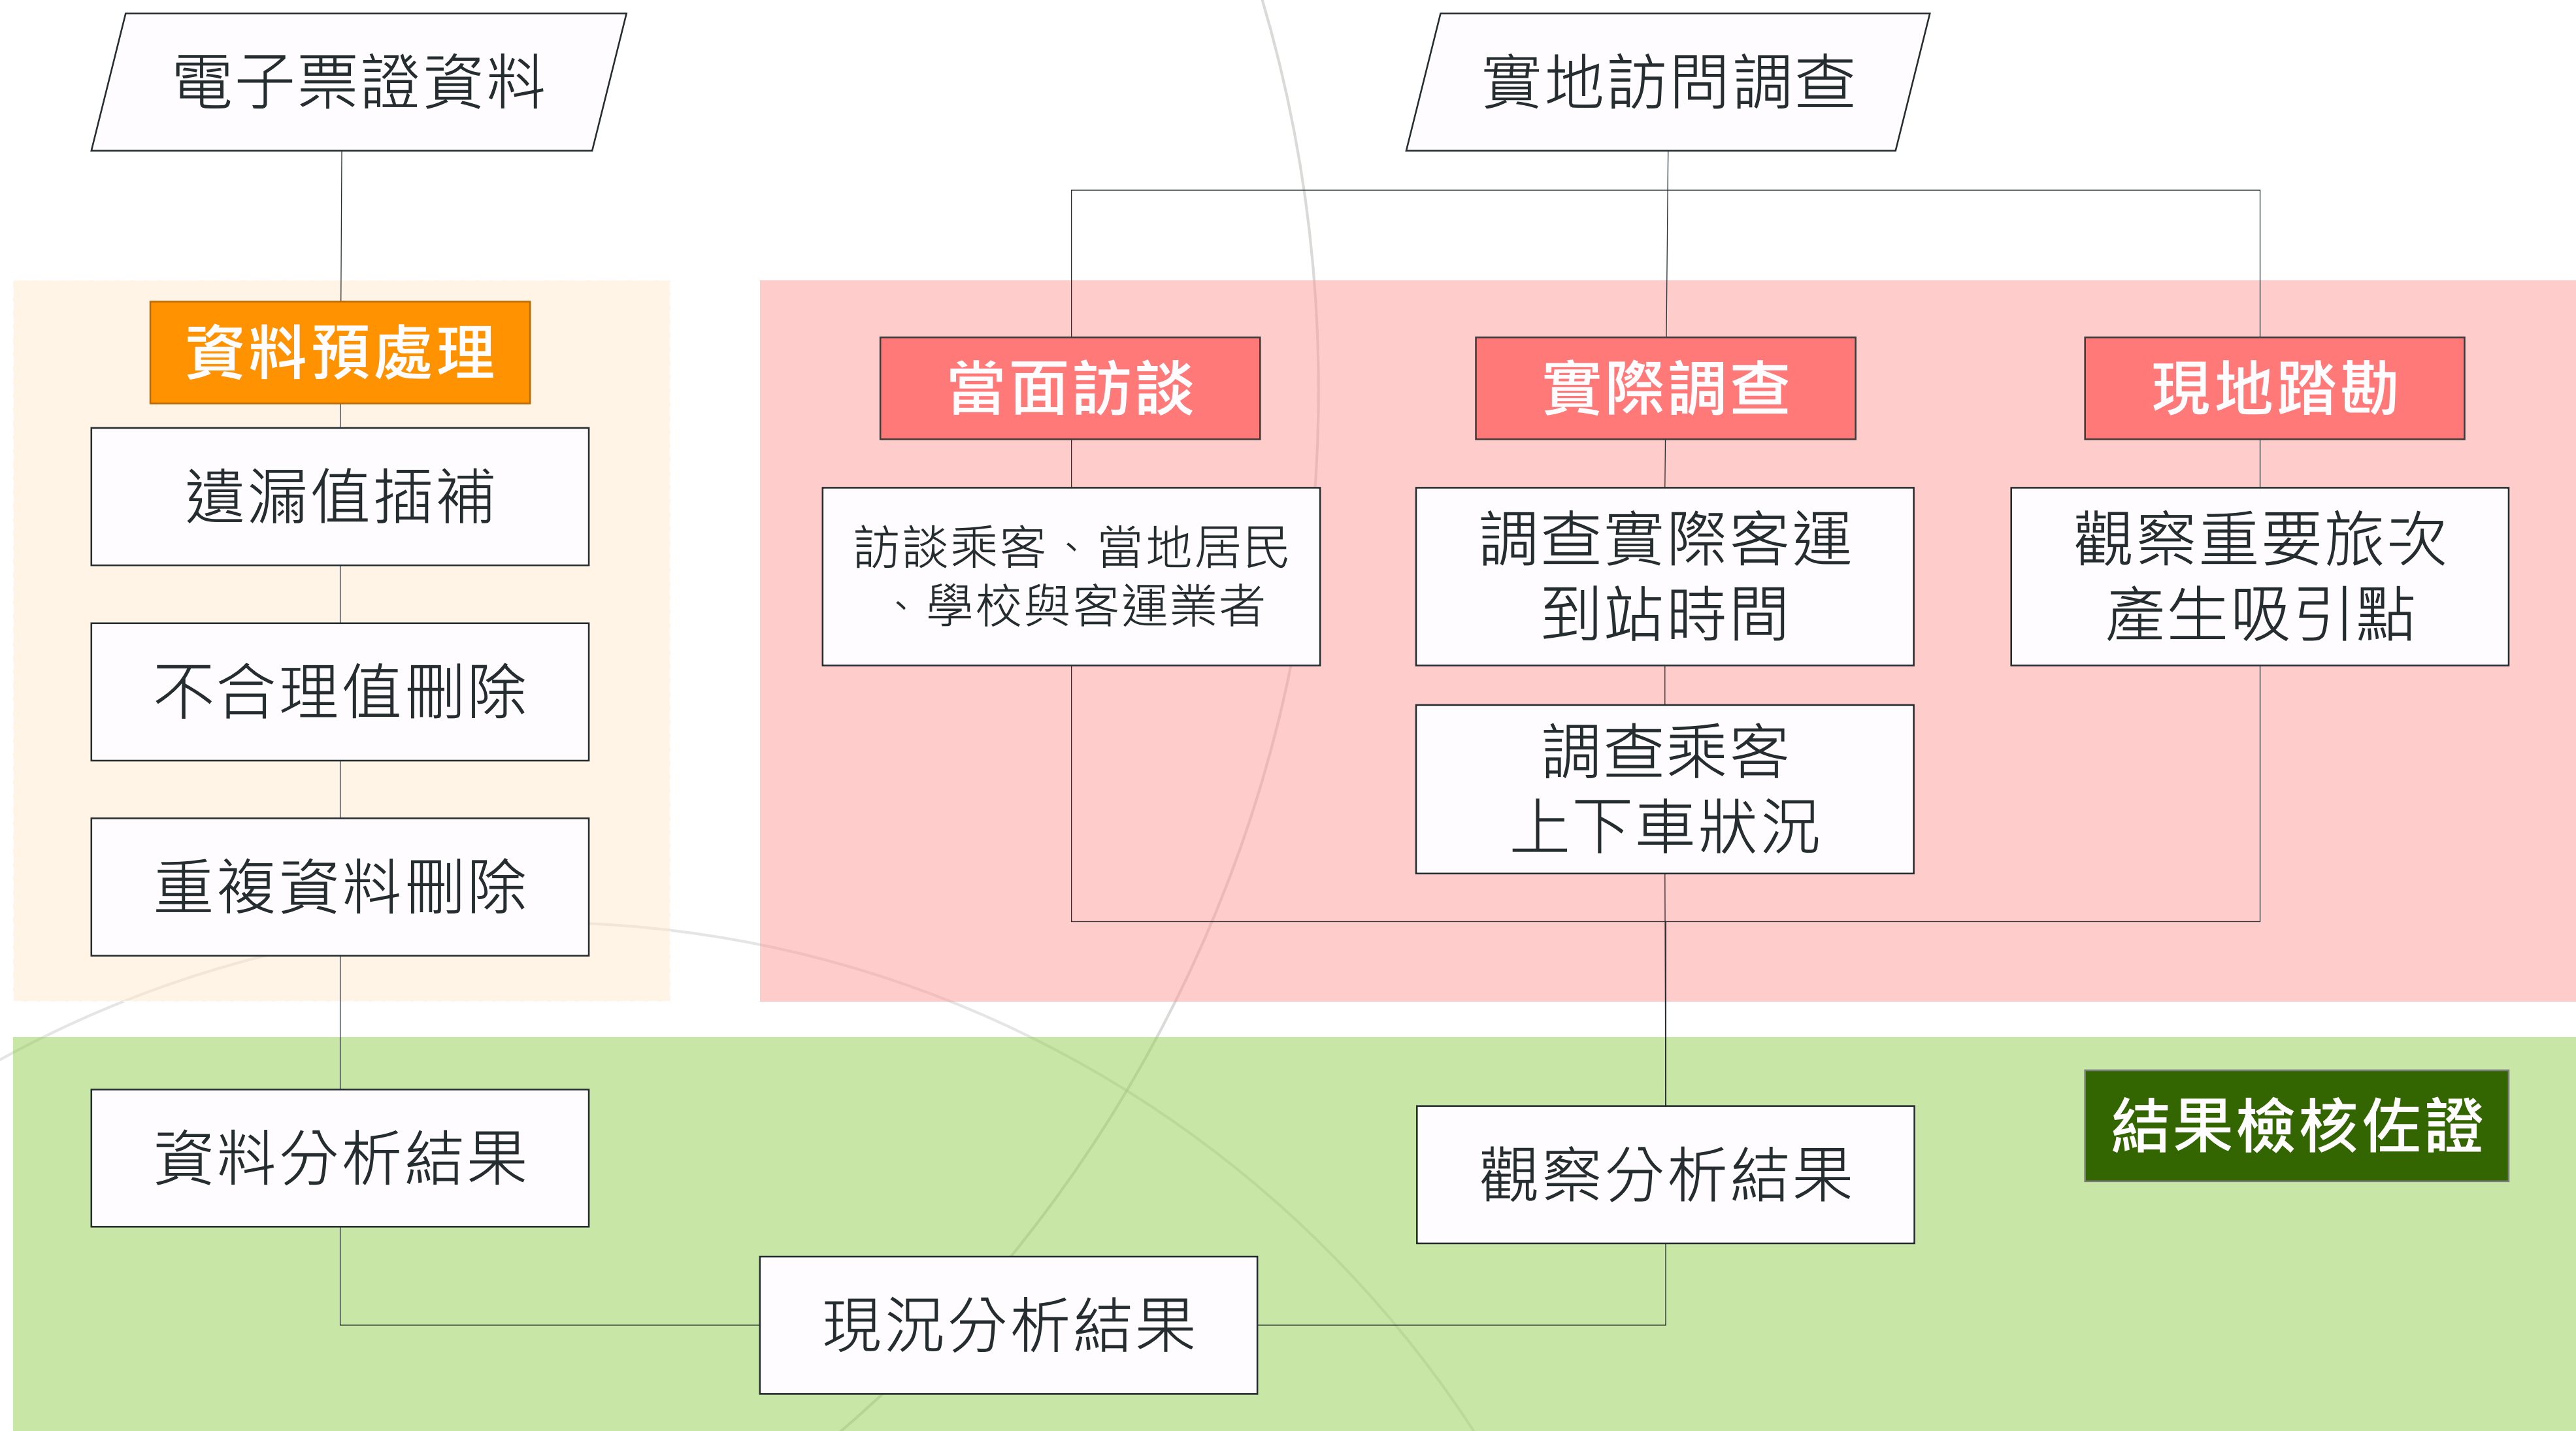 電子票證資料
實地訪問調查
資料預處理
遺漏值插補
不合理值刪除
重複資料刪除
當面訪談
訪談乘客、當地居民
、學校與客運業者
實際調查
調查實際客運
到站時間
調查乘客
上下車狀況
現地踏勘
觀察重要旅次
產生吸引點
資料分析結果
觀察分析結果
結果檢核佐證
現況分析結果